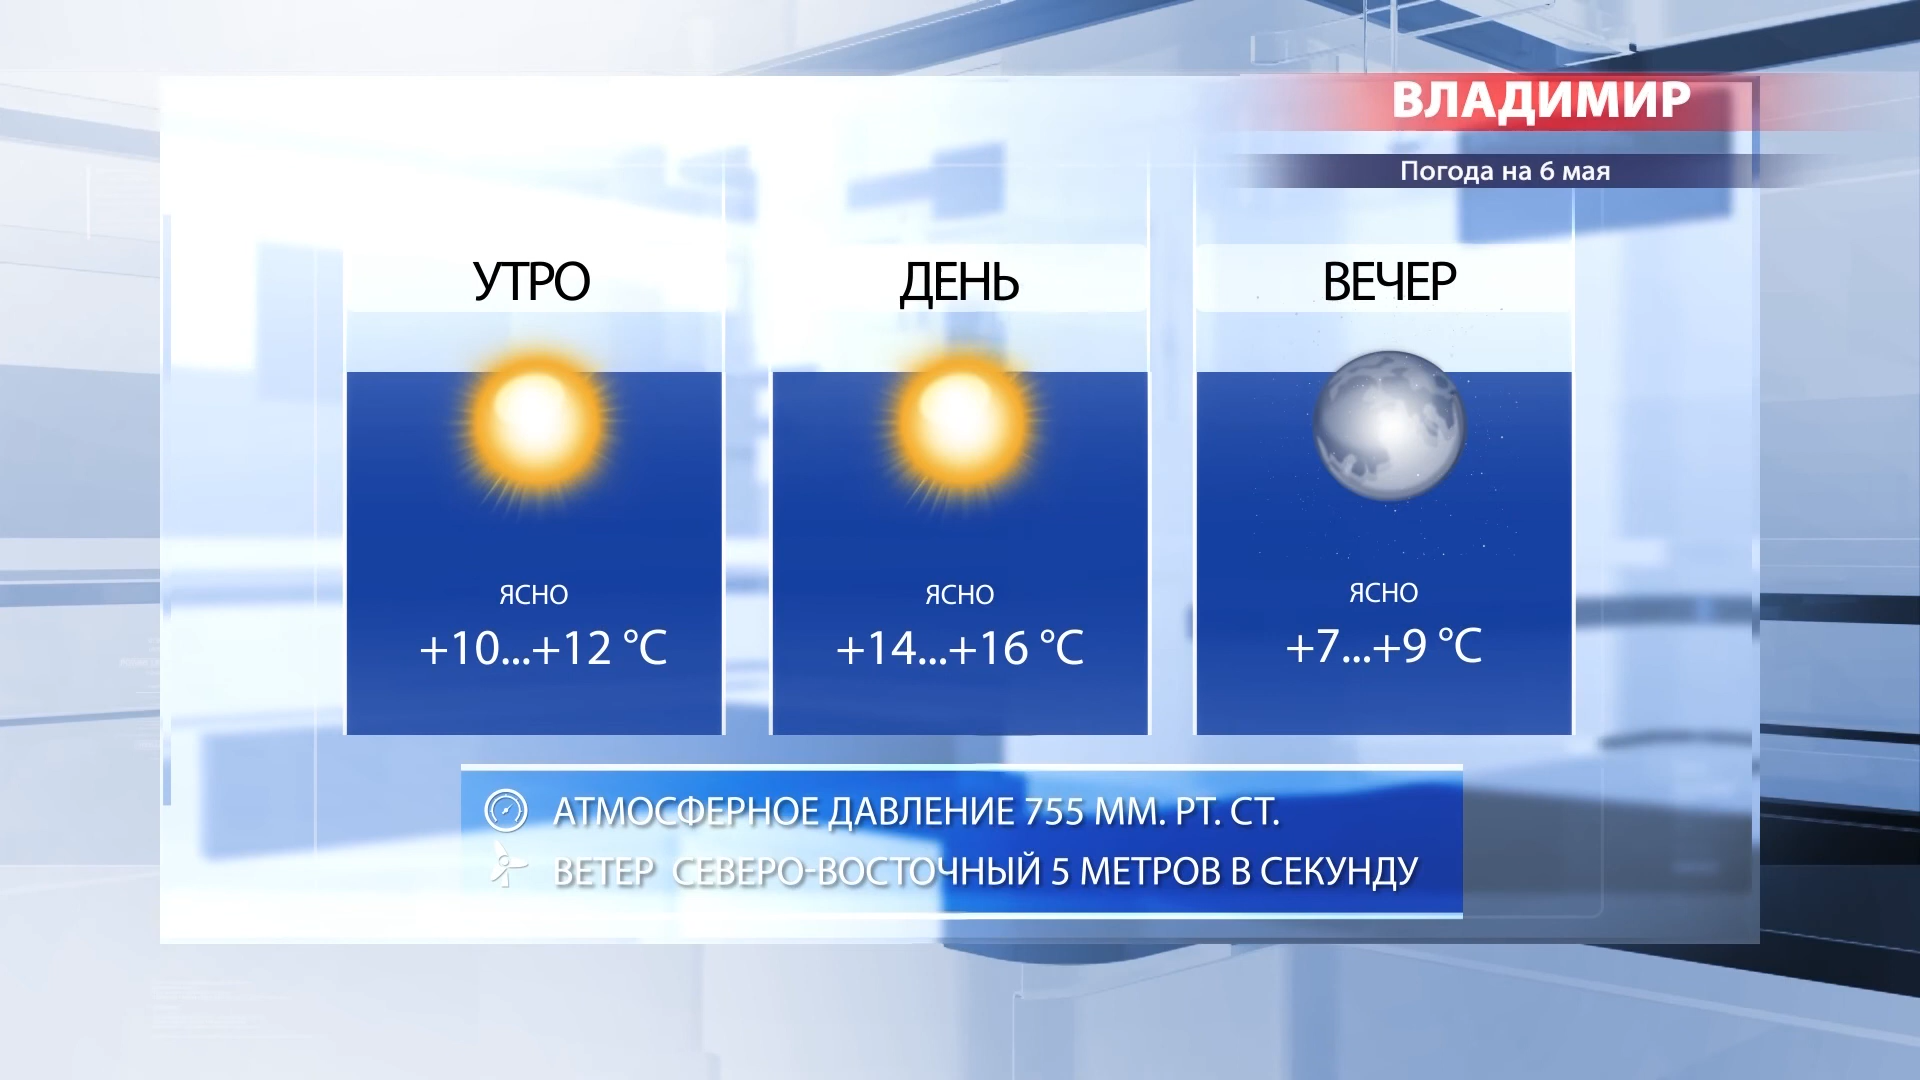 ВЛАДИМИР
Погода на 6 мая
УТРО
ЯСНО
+10...+12 °C
ДЕНЬ
ЯСНО
+14...+16 °C
ВЕЧЕР
ЯСНО
+7...+9 °C
АТМОСФЕРНОЕ ДАВЛЕНИЕ 755 ММ. РТ. СТ.
ВЕТЕР СЕВЕРО-ВОСТОЧНЫЙ 5 МЕТРОВ В СЕКУНДУ